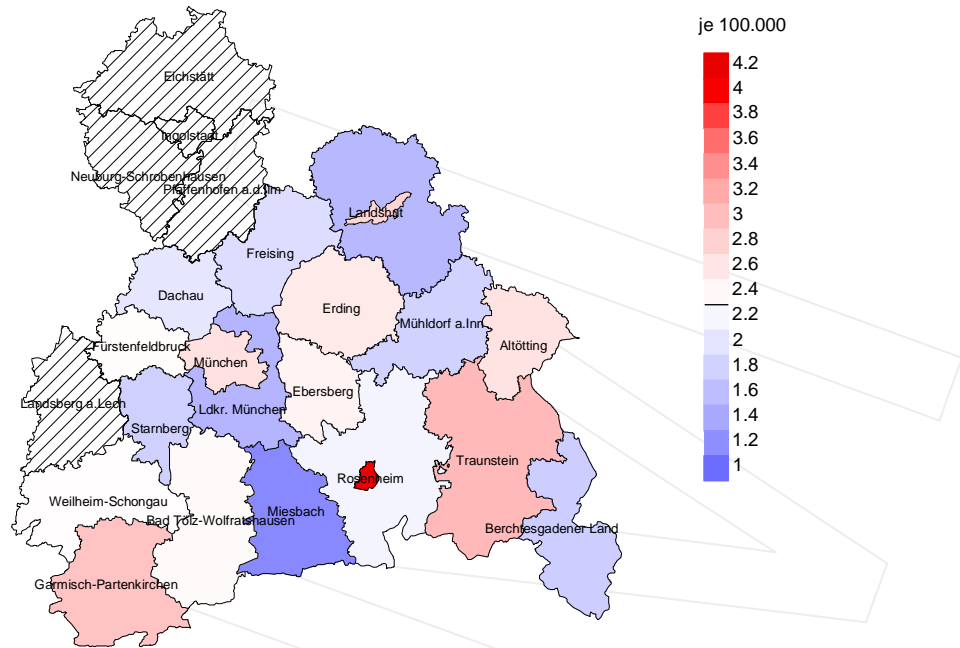 je 100.000
4.2
4
3.8
3.6
3.4
3.2
3
2.8
2.6
2.4
2.2
2
1.8
1.6
1.4
1.2
1
Eichstätt
Ingolstadt
Neuburg-Schrobenhausen
Pfaffenhofen a.d.Ilm
Landshut
Freising
Dachau
Erding
Mühldorf a.Inn
Altötting
Fürstenfeldbruck
München
Ebersberg
Landsberg a.Lech
Ldkr. München
Starnberg
Traunstein
Rosenheim
Weilheim-Schongau
Miesbach
Bad Tölz-Wolfratshausen
Berchtesgadener Land
Garmisch-Partenkirchen